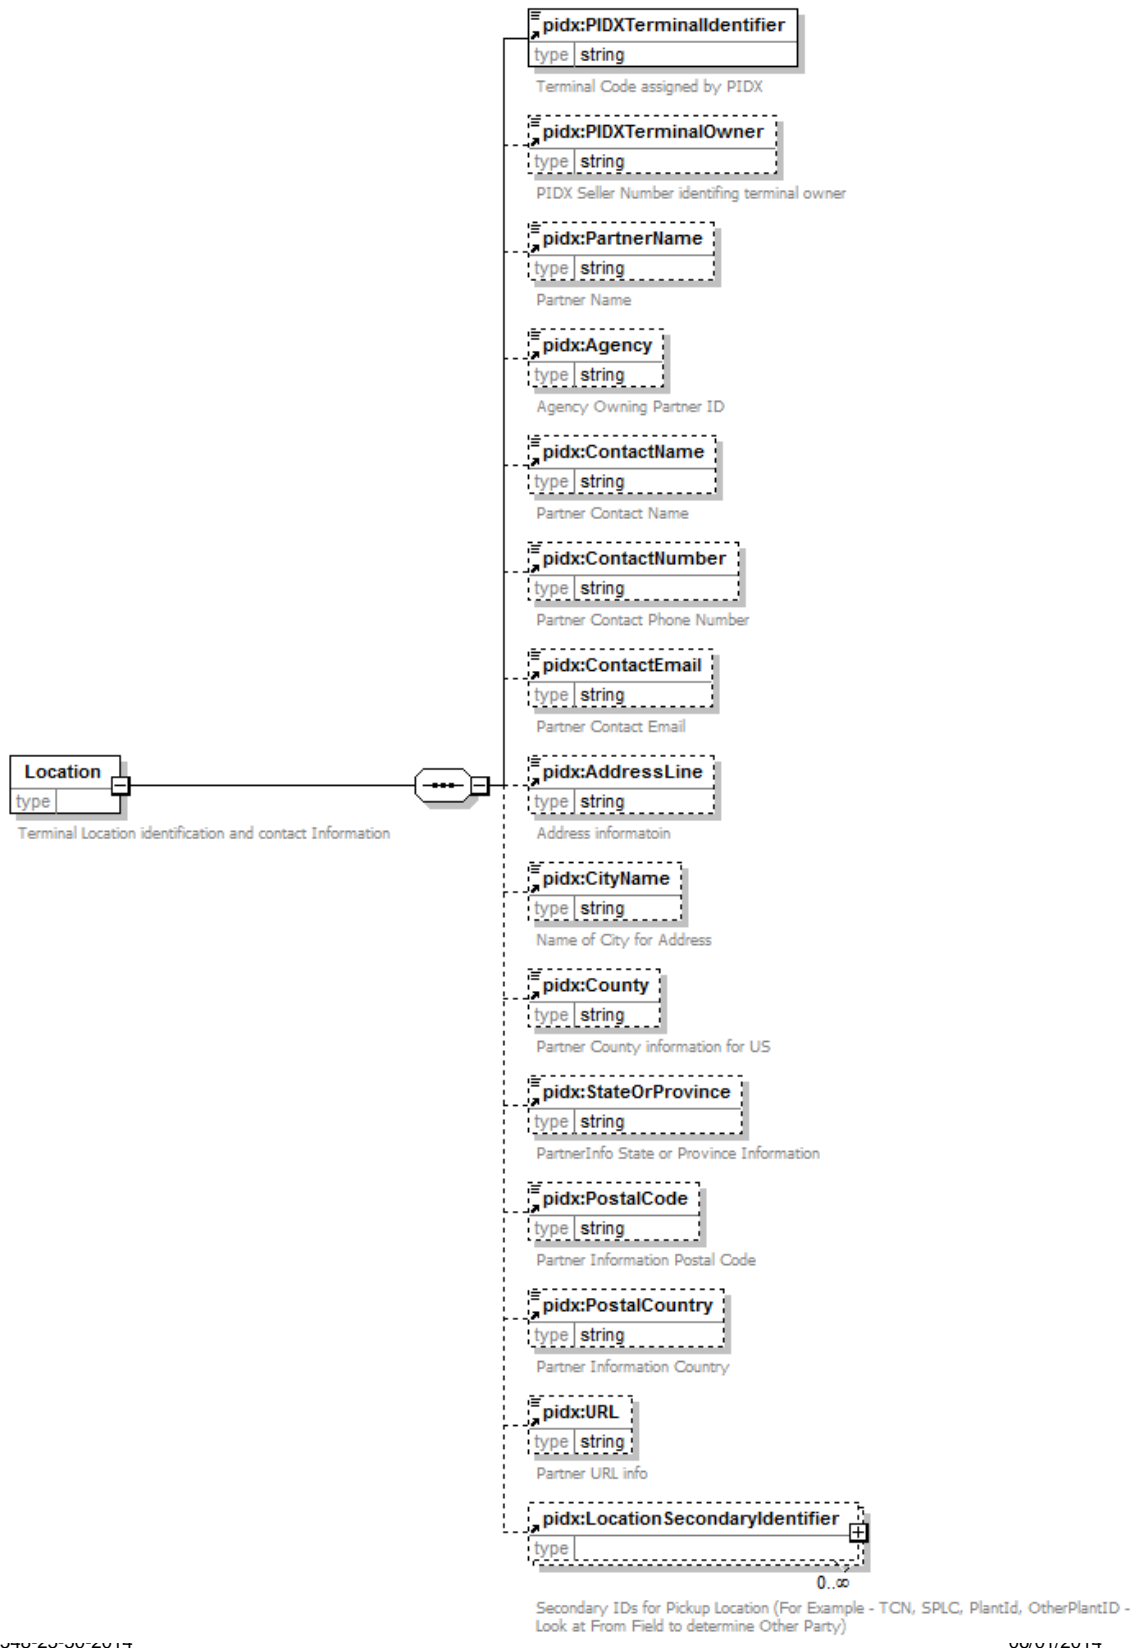 pidx:PIDXTerminalIdentifier
type string
Terminal Code assigned by PIDX
pidx:PIDXTerminalOwner
type string
PIDX Seller Number identifing terminal owner
pidx:PartnerName
type string
Partner Name
pidx:Agency
type string
Agency Owning Partner ID
pidx:ContactName
type string
Partner Contact Name
pidx:ContactNumber
type string
Partner Contact Phone Number
pidx:ContactEmail
type string
Partner Contact Email
Location
type
Terminal Location identification and contact Information
pidx:AddressLine
type string
Address informatoin
pidx:CityName
type string
Name of City for Address
pidx:County
type string
Partner County information for US
pidx:StateOrProvince
type string
PartnerInfo State or Province Information
pidx:PostalCode
type string
Partner Information Postal Code
pidx:PostalCountry
type string
Partner Information Country
pidx:URL
type string
Partner URL info
pidx:LocationSecondaryIdentifier
type
0..∞
Secondary IDs for Pickup Location (For Example - TCN, SPLC, PlantId, OtherPlantID -
Look at From Field to determine Other Party)